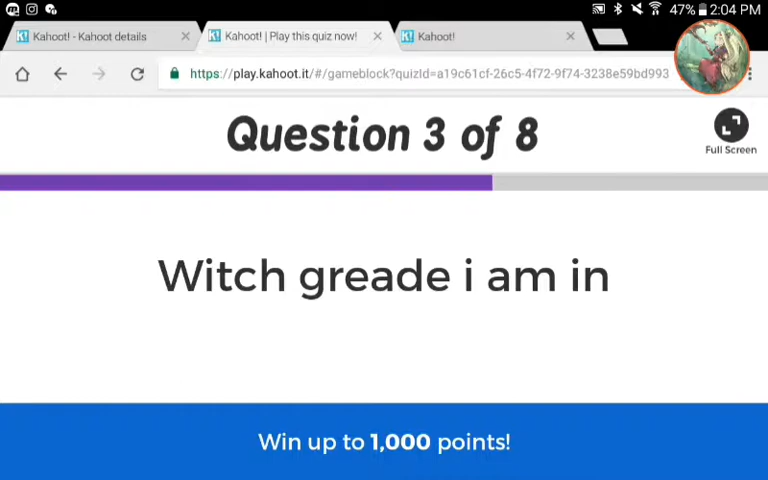 47% 2:04 PM
Kahoot! - Kahoot details
Kahoot! | Play this quiz now!
Kahoot!
https://play.kahoot.it/#/gameblock?quizId=a19c61cf-26c5-4f72-9f74-3238e59bd993
Question 3 of 8
Full Screen
Witch greade i am in
Win up to 1,000 points!